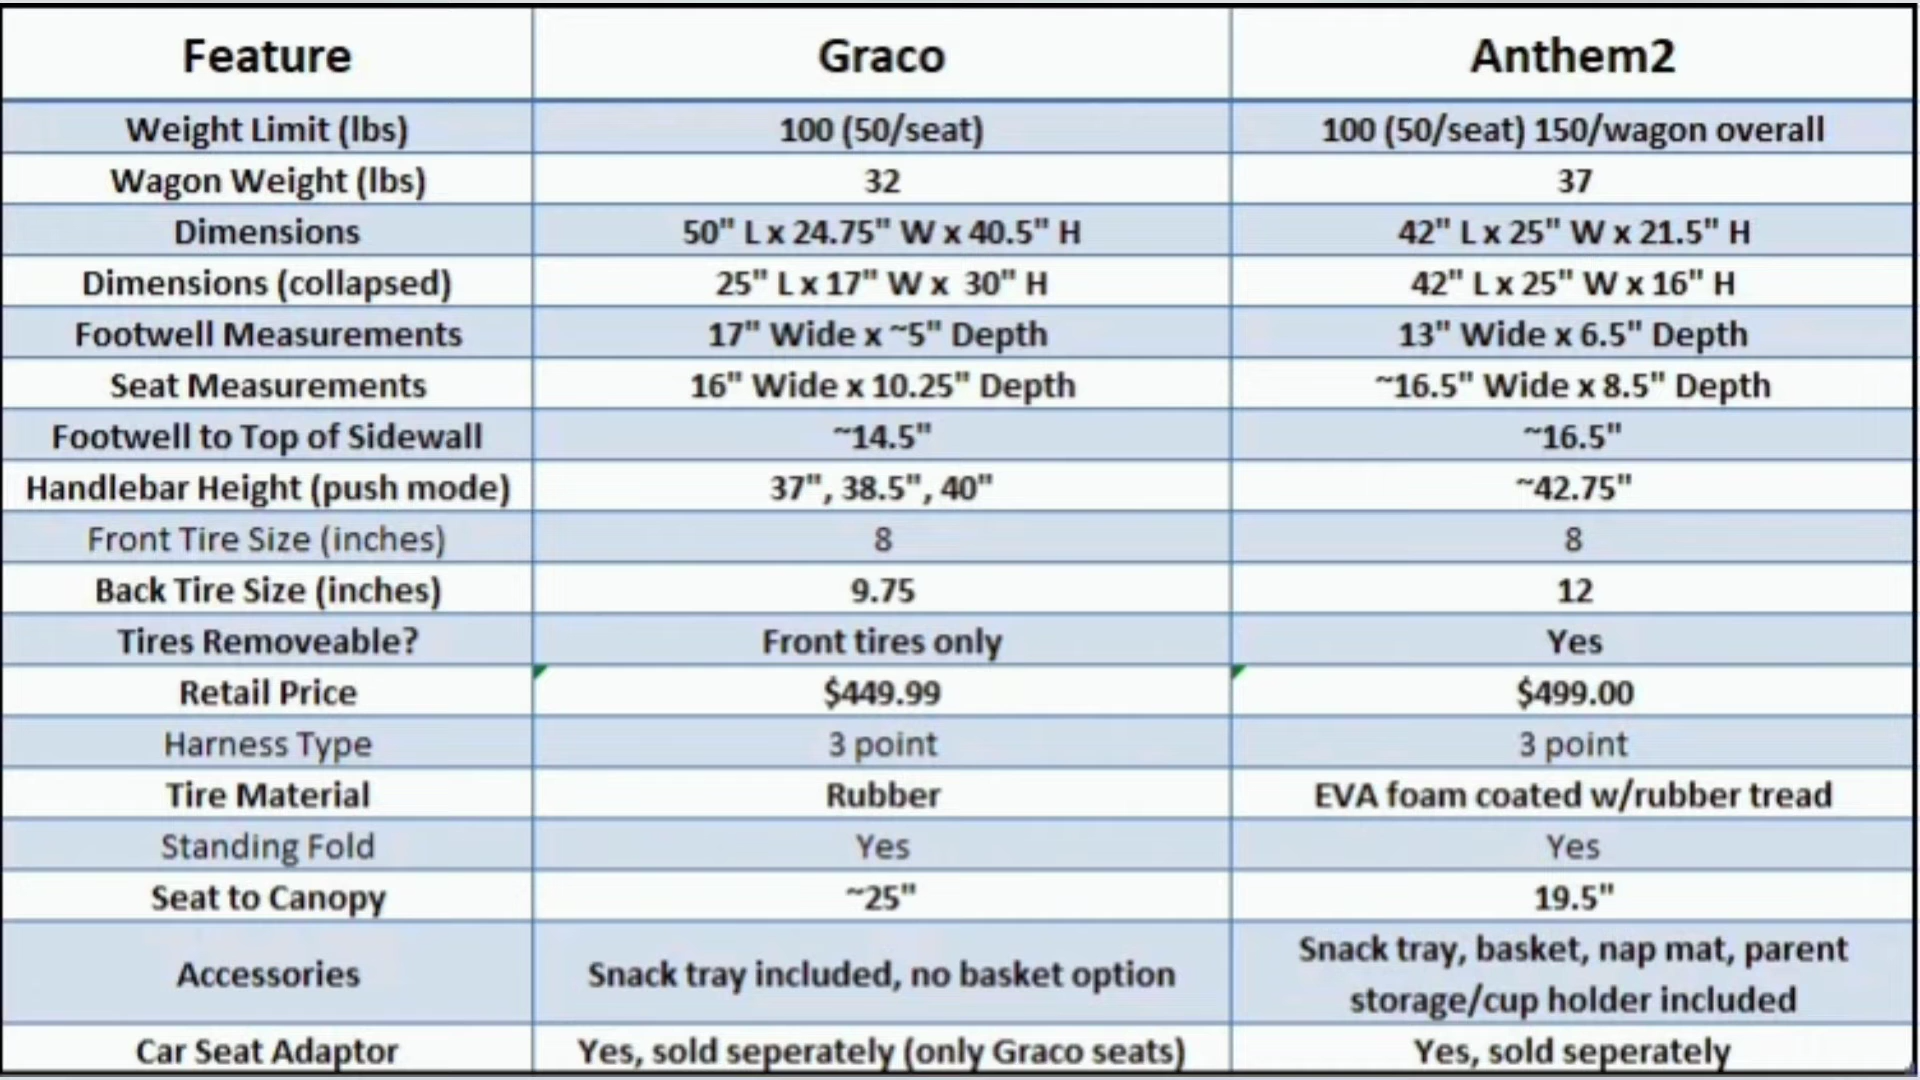 Feature Graco Anthem2
Weight Limit (lbs) 100 (50/seat) 100 (50/seat) 150/wagon overall
Wagon Weight (lbs) 32 37
Dimensions 50" L x 24.75" W x 40.5" H 42" L x 25" W x 21.5" H
Dimensions (collapsed) 25" L x 17" W x 30" H 42" L x 25" W x 16" H
Footwell Measurements 17" Wide x ~5" Depth 13" Wide x 6.5" Depth
Seat Measurements 16" Wide x 10.25" Depth ~16.5" Wide x 8.5" Depth
Footwell to Top of Sidewall ~14.5" ~16.5"
Handlebar Height (push mode) 37", 38.5", 40" ~42.75"
Front Tire Size (inches) 8 8
Back Tire Size (inches) 9.75 12
Tires Removeable? Front tires only Yes
Retail Price $449.99 $499.00
Harness Type 3 point 3 point
Tire Material Rubber EVA foam coated w/rubber tread
Standing Fold Yes Yes
Seat to Canopy ~25" 19.5"
Accessories Snack tray included, no basket option Snack tray, basket, nap mat, parent
storage/cup holder included
Car Seat Adaptor Yes, sold seperately (only Graco seats) Yes, sold seperately